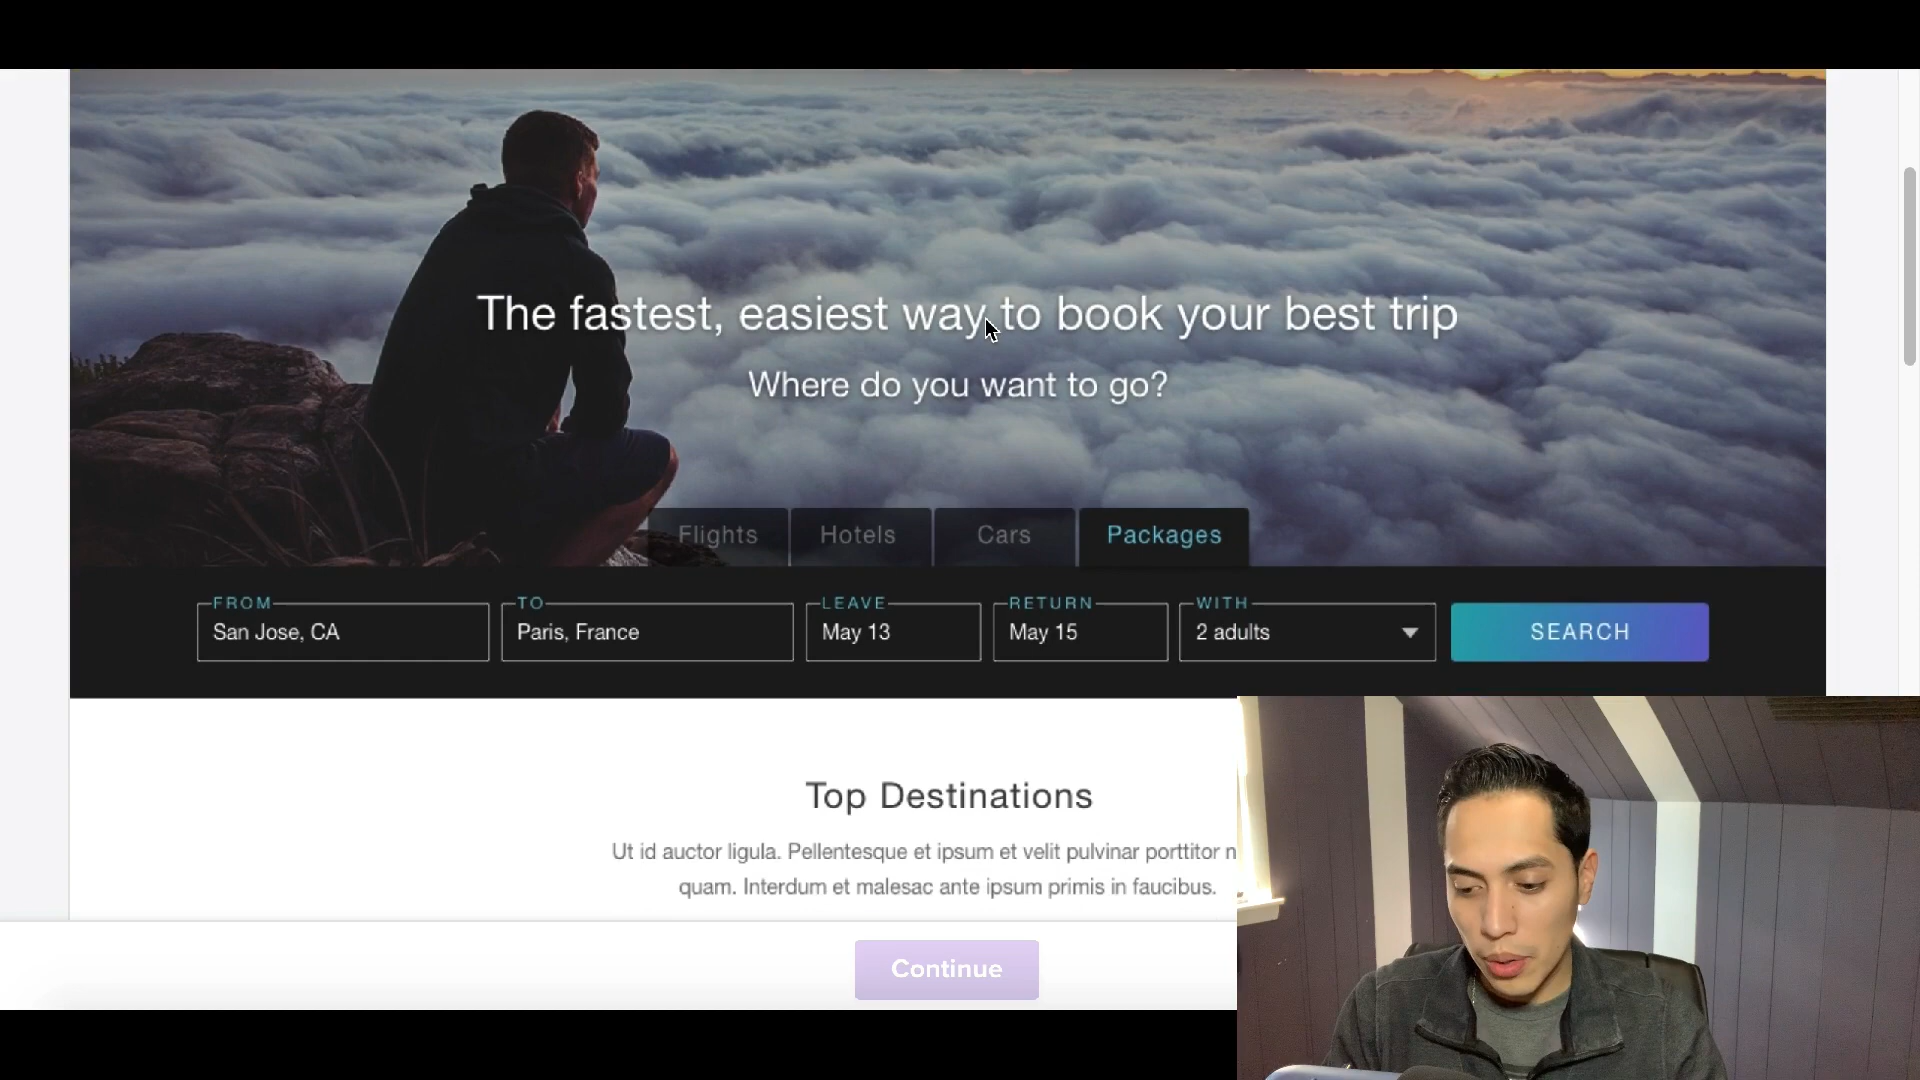 The fastest, easiest way to book your best trip
Where do you want to go?
Flights Hotels Cars Packages
FROM TO LEAVE RETURN WITH
San Jose, CA Paris, France May 13 May 15 2 adults SEARCH
Top Destinations
Ut id auctor ligula. Pellentesque et ipsum et velit pulvinar porttitor n
quam. Interdum et malesac ante ipsum primis in faucibus.
Continue